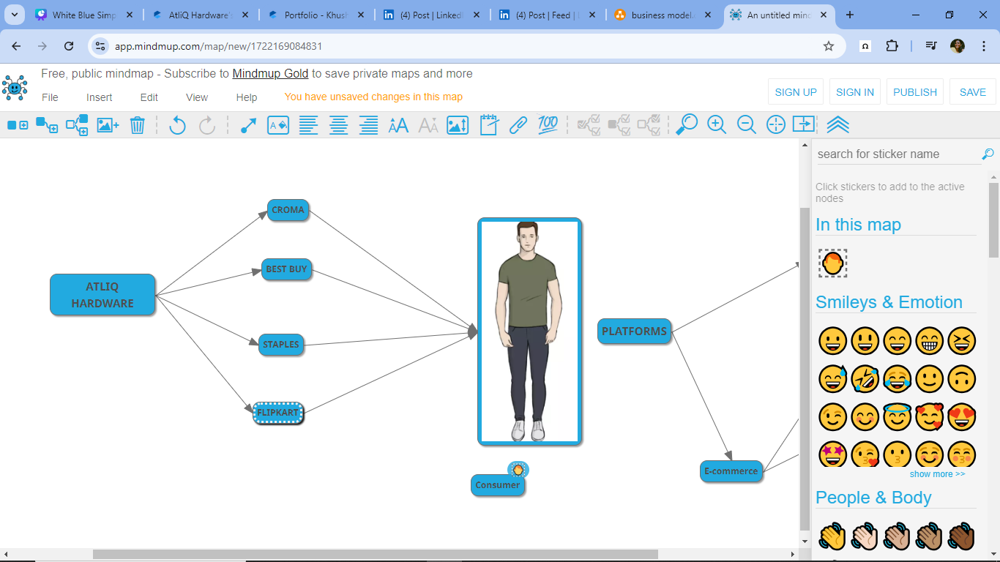 White Blue Simp
AtliQ Hardware's
Portfolio - Khush
(4) Post | LinkedI
(4) Post | Feed |
business model.
An untitled mind
app.mindmup.com/map/new/1722169084831
Free, public mindmap - Subscribe to Mindmup Gold to save private maps and more
File Insert Edit View Help You have unsaved changes in this map
SIGN UP SIGN IN PUBLISH SAVE
search for sticker name
Click stickers to add to the active
nodes
In this map
Smileys & Emotion
show more >>
People & Body
CROMA
BEST BUY
ATLIQ
HARDWARE
STAPLES
FLIPKART
PLATFORMS
E-commerce
Consumer